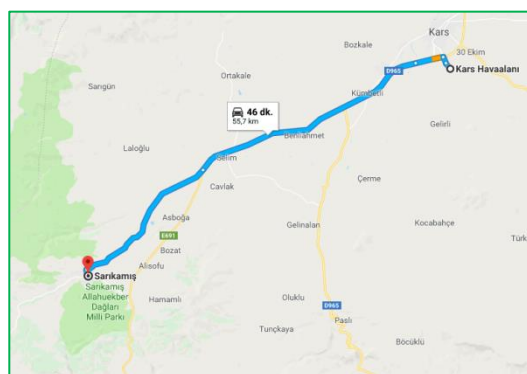 Kars
Bozkale
30 Ekim
Kars Havaalanı
D965
Ortakale
Sarıgün
Kümbetli
46 dk.
55,7 km
Gelirli
Benliahmet
Laloğlu
Selim
Cavlak
Çerme
Asboğa
Gelinalan
Kocabahçe
E691
Türk
Bozat
Alisofu
Sarıkamış
Sarıkamış
Allahuekber
Dağları
Milli Parkı
Hamamlı
Oluklu
D965
Paslı
Tunçkaya
Böcüklü